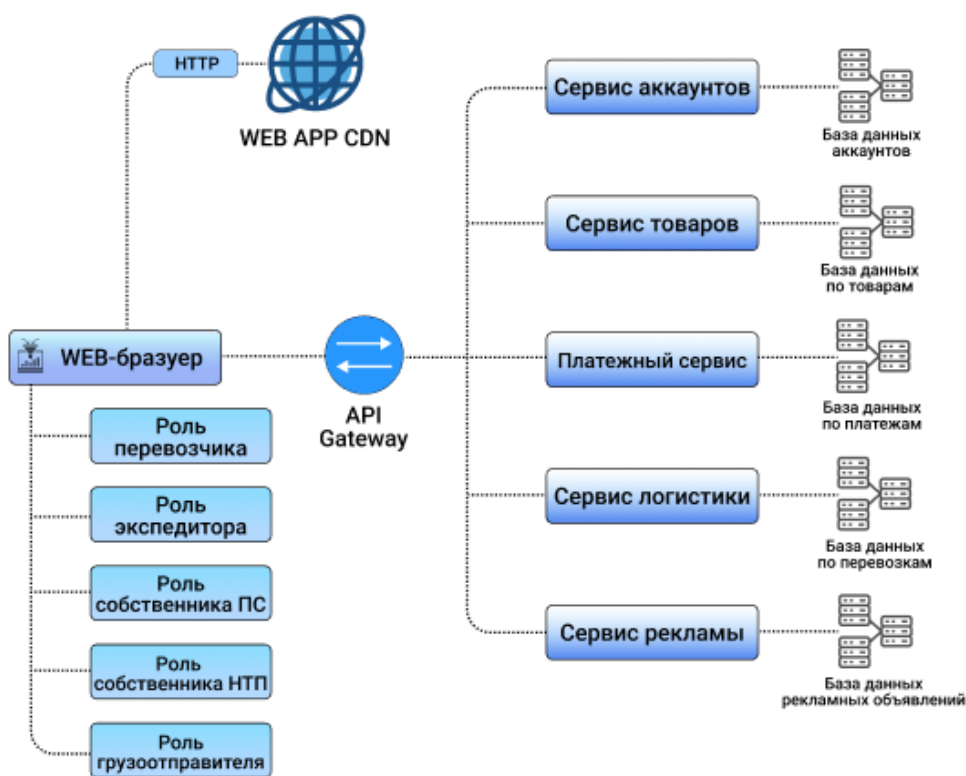 HTTP
WEB APP CDN
WEB-бразуер
Роль
перевозчика
Роль
экспедитора
Роль
собственника ПС
Роль
собственника НТП
Роль
грузоотправителя
API
Gateway
Сервис аккаунтов
База данных
аккаунтов
Сервис товаров
База данных
по товарам
Платежный сервис
База данных
по платежам
Сервис логистики
База данных
по перевозкам
Сервис рекламы
База данных
рекламных объявлений